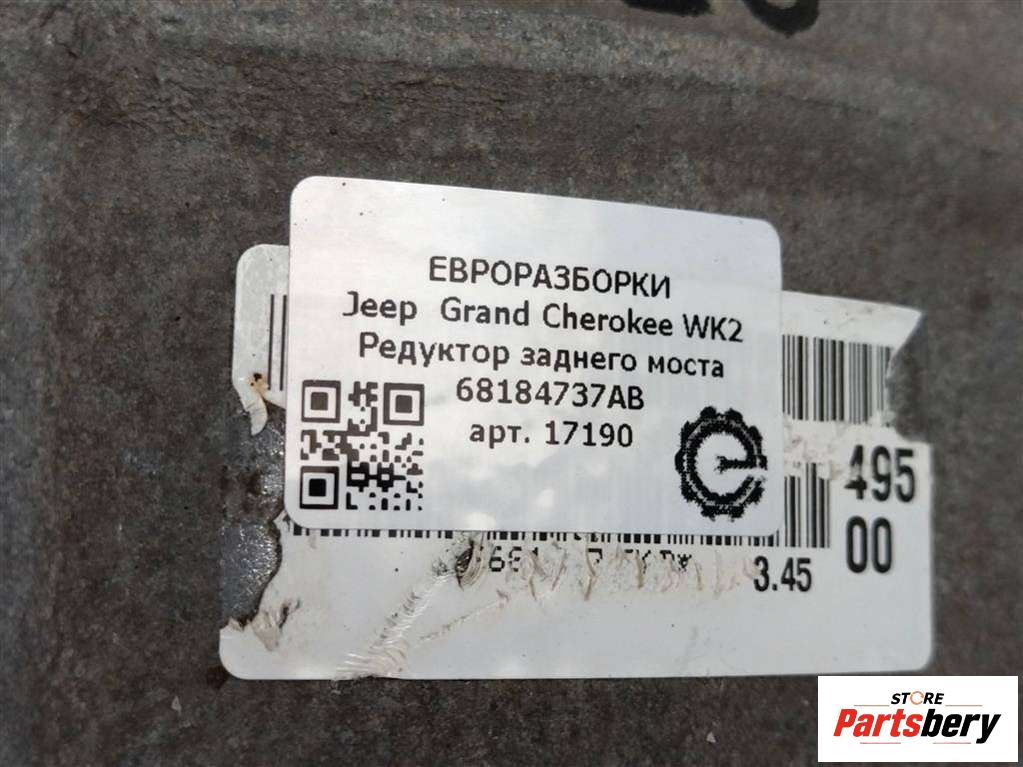 ЕВРОРАЗБОРКИ
Jeep Grand Cherokee WK2
Редуктор заднего моста
68184737AB
арт. 17190
495
00
3.45
STORE
Partsbery